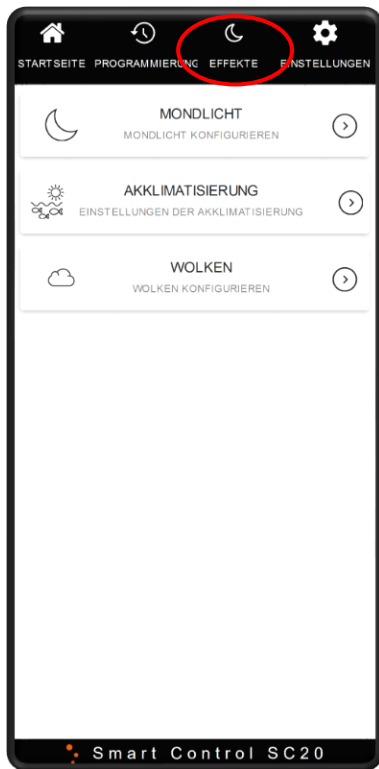 STARTSEITE PROGRAMMIERUNG EFFEKTE EINSTELLUNGEN
MONDLICHT
MONDLICHT KONFIGURIEREN
AKKLIMATISIERUNG
EINSTELLUNGEN DER AKKLIMATISIERUNG
WOLKEN
WOLKEN KONFIGURIEREN
Smart Control SC20